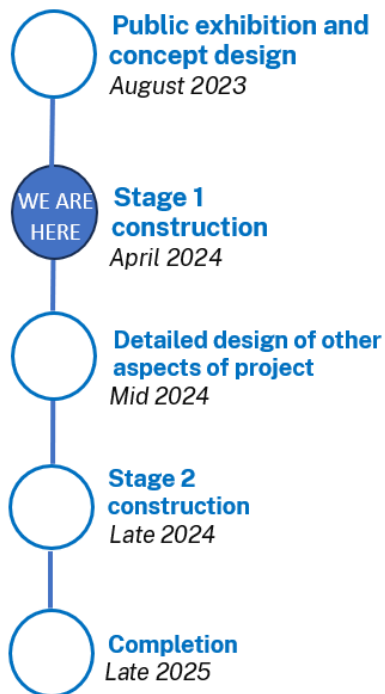 Public exhibition and
concept design
August 2023
WE ARE
HERE
Stage 1
construction
April 2024
Detailed design of other
aspects of project
Mid 2024
Stage 2
construction
Late 2024
Completion
Late 2025